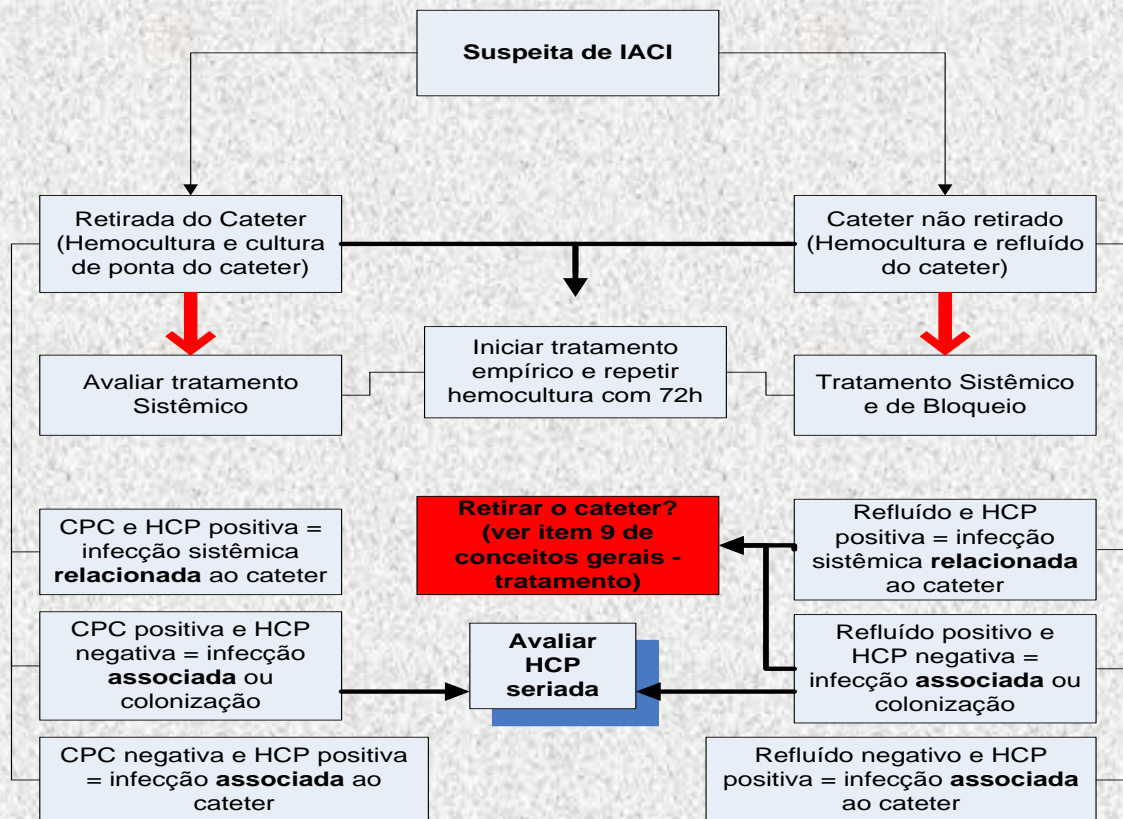 Suspeita de IACI
Retirada do Cateter
(Hemocultura e cultura
de ponta do cateter)
Cateter não retirado
(Hemocultura e refluído
do cateter)
Avaliar tratamento
Sistêmico
Iniciar tratamento
empírico e repetir
hemocultura com 72h
Tratamento Sistêmico
e de Bloqueio
CPC e HCP positiva =
infecção sistêmica
relacionada ao cateter
Retirar o cateter?
(ver item 9 de
conceitos gerais -
tratamento)
Refluído e HCP
positiva = infecção
sistêmica relacionada
ao cateter
CPC positiva e HCP
negativa = infecção
associada ou
colonização
Avaliar
HCP
seriada
Refluído positivo e
HCP negativa =
infecção associada ou
colonização
CPC negativa e HCP positiva
= infecção associada ao
cateter
Refluído negativo e HCP
positiva = infecção associada
ao cateter